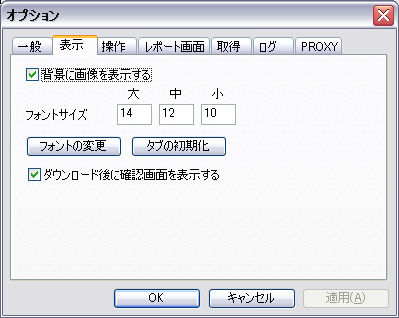 オプション
一般 表示 操作 レポート画面 取得 ログ PROXY
背景に画像を表示する
大 中 小
フォントサイズ 14 12 10
フォントの変更 タブの初期化
ダウンロード後に確認画面を表示する
OK キャンセル 適用(A)